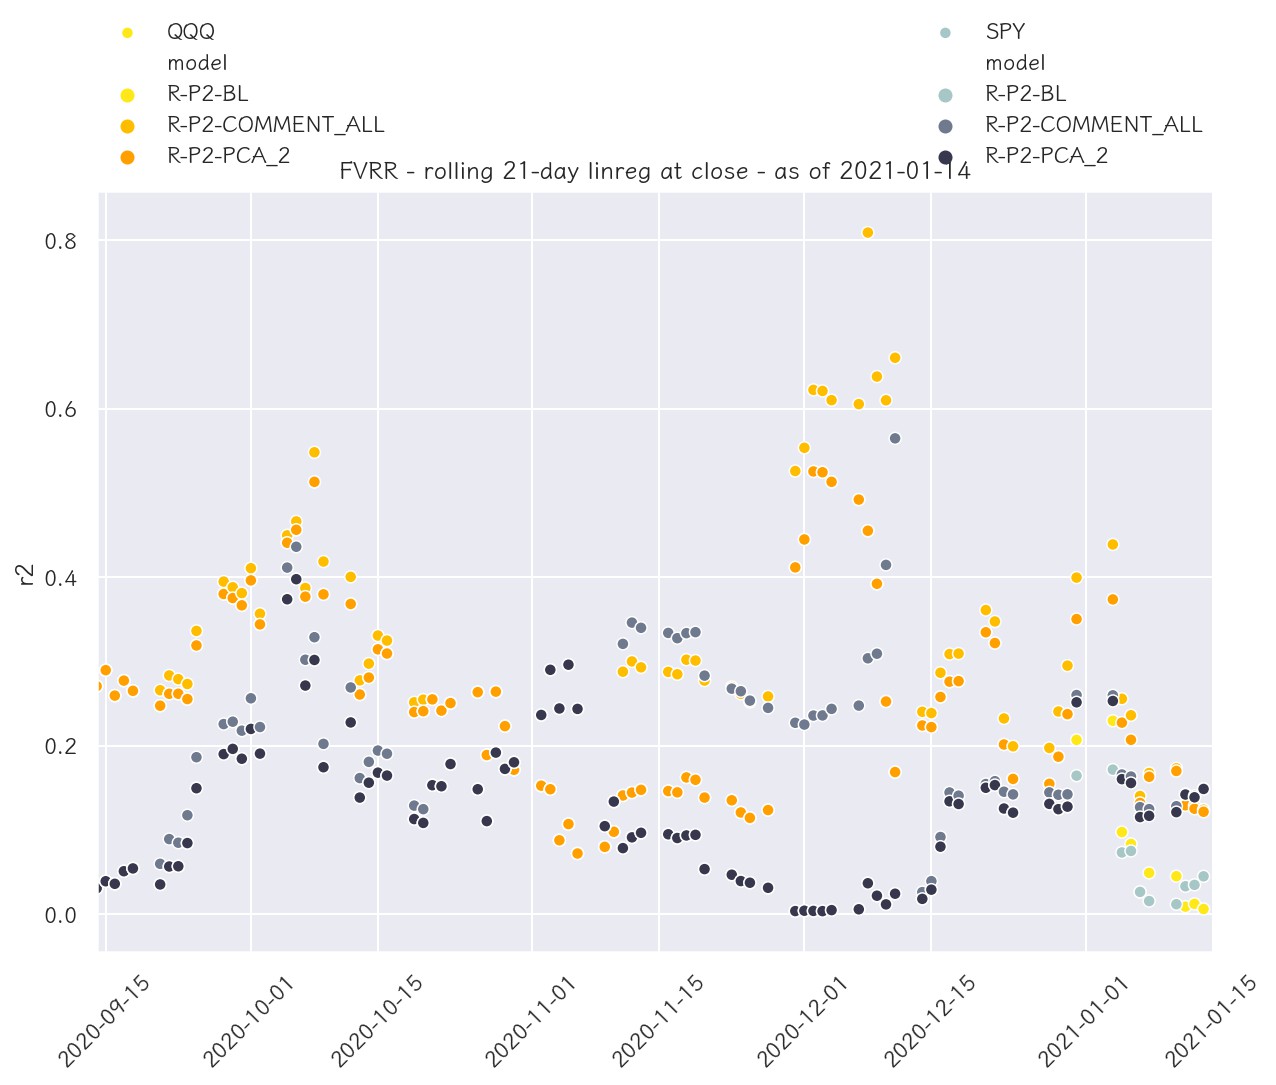 QQQ
model
R-P2-BL
R-P2-COMMENT_ALL
R-P2-PCA_2
SPY
model
R-P2-BL
R-P2-COMMENT_ALL
R-P2-PCA_2
FVRR - rolling 21-day linreg at close - as of 2021-01-14
r2
0.8
0.6
0.4
0.2
0.0
2020-09-15
2020-10-01
2020-10-15
2020-11-01
2020-11-15
2020-12-01
2020-12-15
2021-01-01
2021-01-15